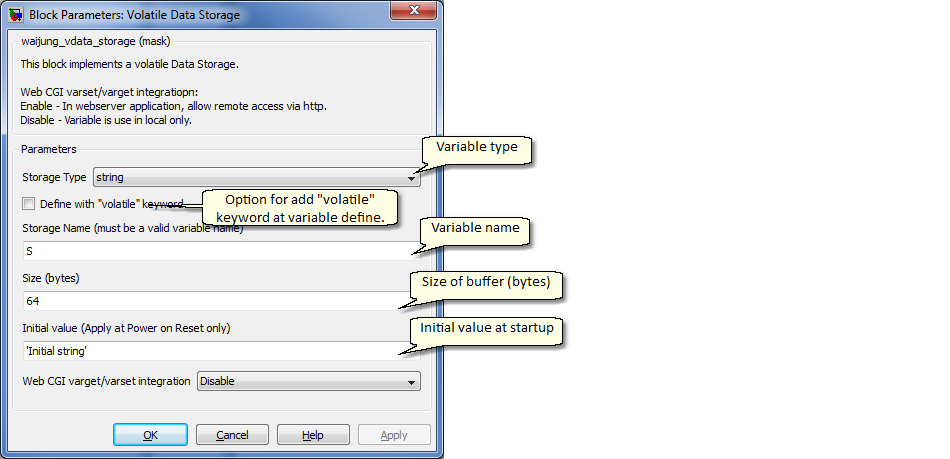 Block Parameters: Volatile Data Storage
waijung_vdata_storage (mask)
This block implements a volatile Data Storage.
Web CGI varset/varget integrationpn:
Enable - In webserver application, allow remote access via http.
Disable - Variable is use in local only.
Parameters
Variable type
Storage Type string
Define with "volatile" keyword
Option for add "volatile"
keyword at variable define.
Storage Name (must be a valid variable name)
Variable name
S
Size (bytes)
Size of buffer (bytes)
64
Initial value (Apply at Power on Reset only)
Initial value at startup
'Initial string'
Web CGI varget/varset integration Disable
OK Cancel Help Apply